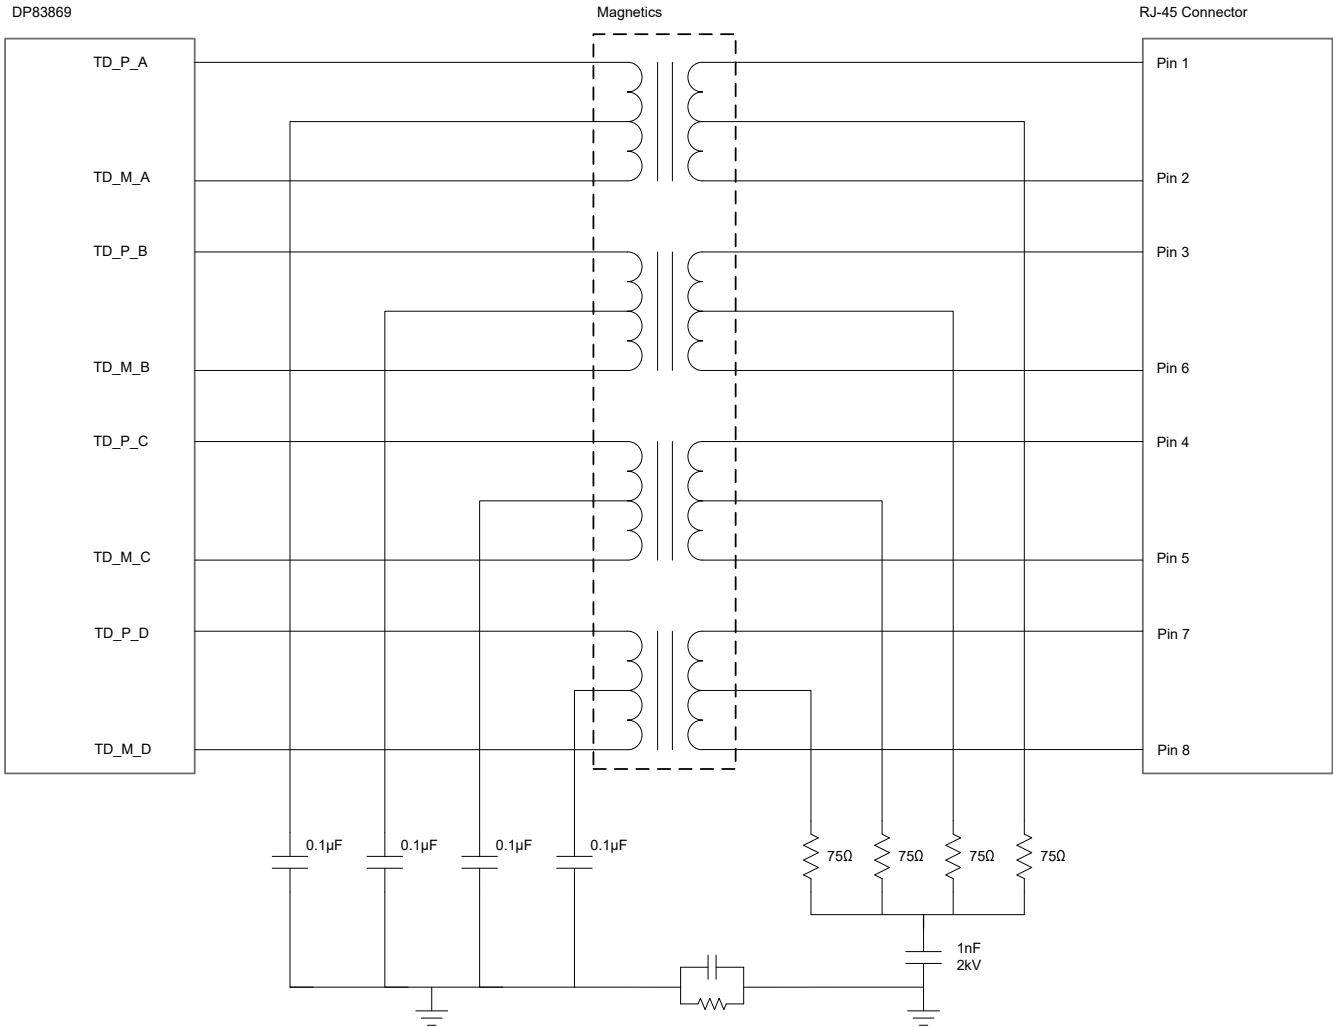 DP83869
Magnetics
RJ-45 Connector
TD_P_A
Pin 1
TD_M_A
Pin 2
TD_P_B
Pin 3
TD_M_B
Pin 6
TD_P_C
Pin 4
TD_M_C
Pin 5
TD_P_D
Pin 7
TD_M_D
Pin 8
0.1µF
0.1µF
0.1µF
0.1µF
75Ω
75Ω
75Ω
75Ω
1nF
2kV